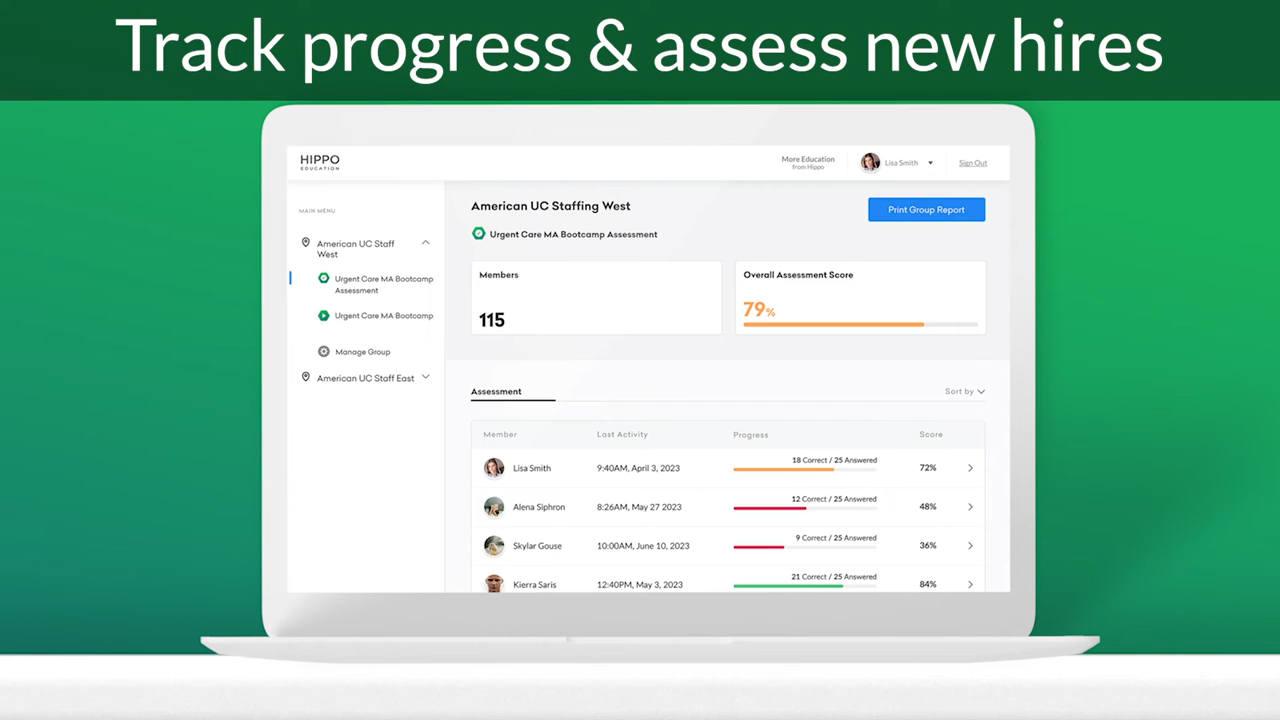 Track progress & assess new hires
HIPPO
EDUCATION
More Education
from Hippo
Lisa Smith
Sign Out
MAIN MENU
American UC Staff
West
Urgent Care MA Bootcamp
Assessment
Urgent Care MA Bootcamp
Manage Group
American UC Staff East
American UC Staffing West
Print Group Report
Urgent Care MA Bootcamp Assessment
Members
115
Overall Assessment Score
79%
Assessment
Sort by
Member Last Activity Progress Score
Lisa Smith 9:40AM, April 3, 2023 18 Correct / 25 Answered 72%
Alena Siphron 8:26AM, May 27 2023 12 Correct / 25 Answered 48%
Skylar Gouse 10:00AM, June 10, 2023 9 Correct / 25 Answered 36%
Kierra Saris 12:40PM, May 3, 2023 21 Correct / 25 Answered 84%